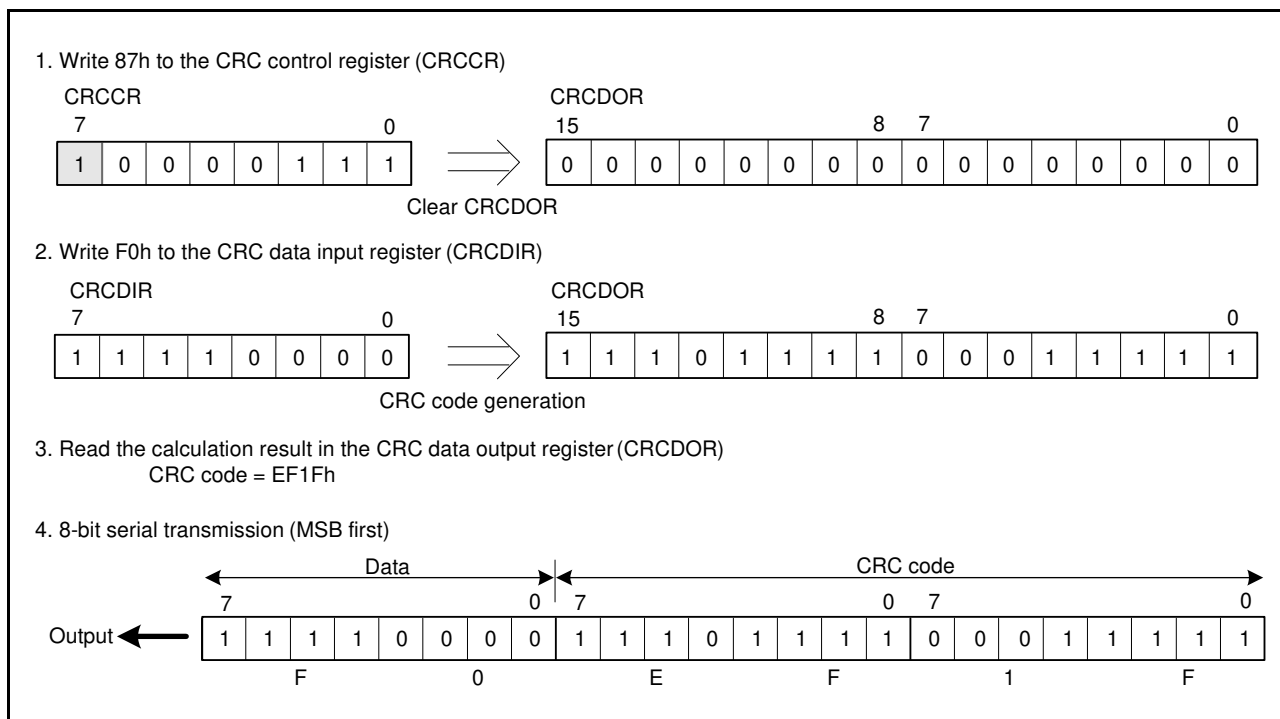 1. Write 87h to the CRC control register (CRCCR)
CRCCR
CRCDOR
7 0
15 8 7 0
1 0 0 0 0 1 1 1
0 0 0 0 0 0 0 0 0 0 0 0 0 0 0 0
Clear CRCDOR
2. Write F0h to the CRC data input register (CRCDIR)
CRCDIR
CRCDOR
7 0
15 8 7 0
1 1 1 1 0 0 0 0
1 1 1 0 1 1 1 1 0 0 0 1 1 1 1 1
CRC code generation
3. Read the calculation result in the CRC data output register (CRCDOR)
CRC code = EF1Fh
4. 8-bit serial transmission (MSB first)
Data CRC code
7 0 7 0 7 0
Output 1 1 1 1 0 0 0 0 1 1 1 0 1 1 1 1 0 0 0 1 1 1 1 1
F 0 E F 1 F